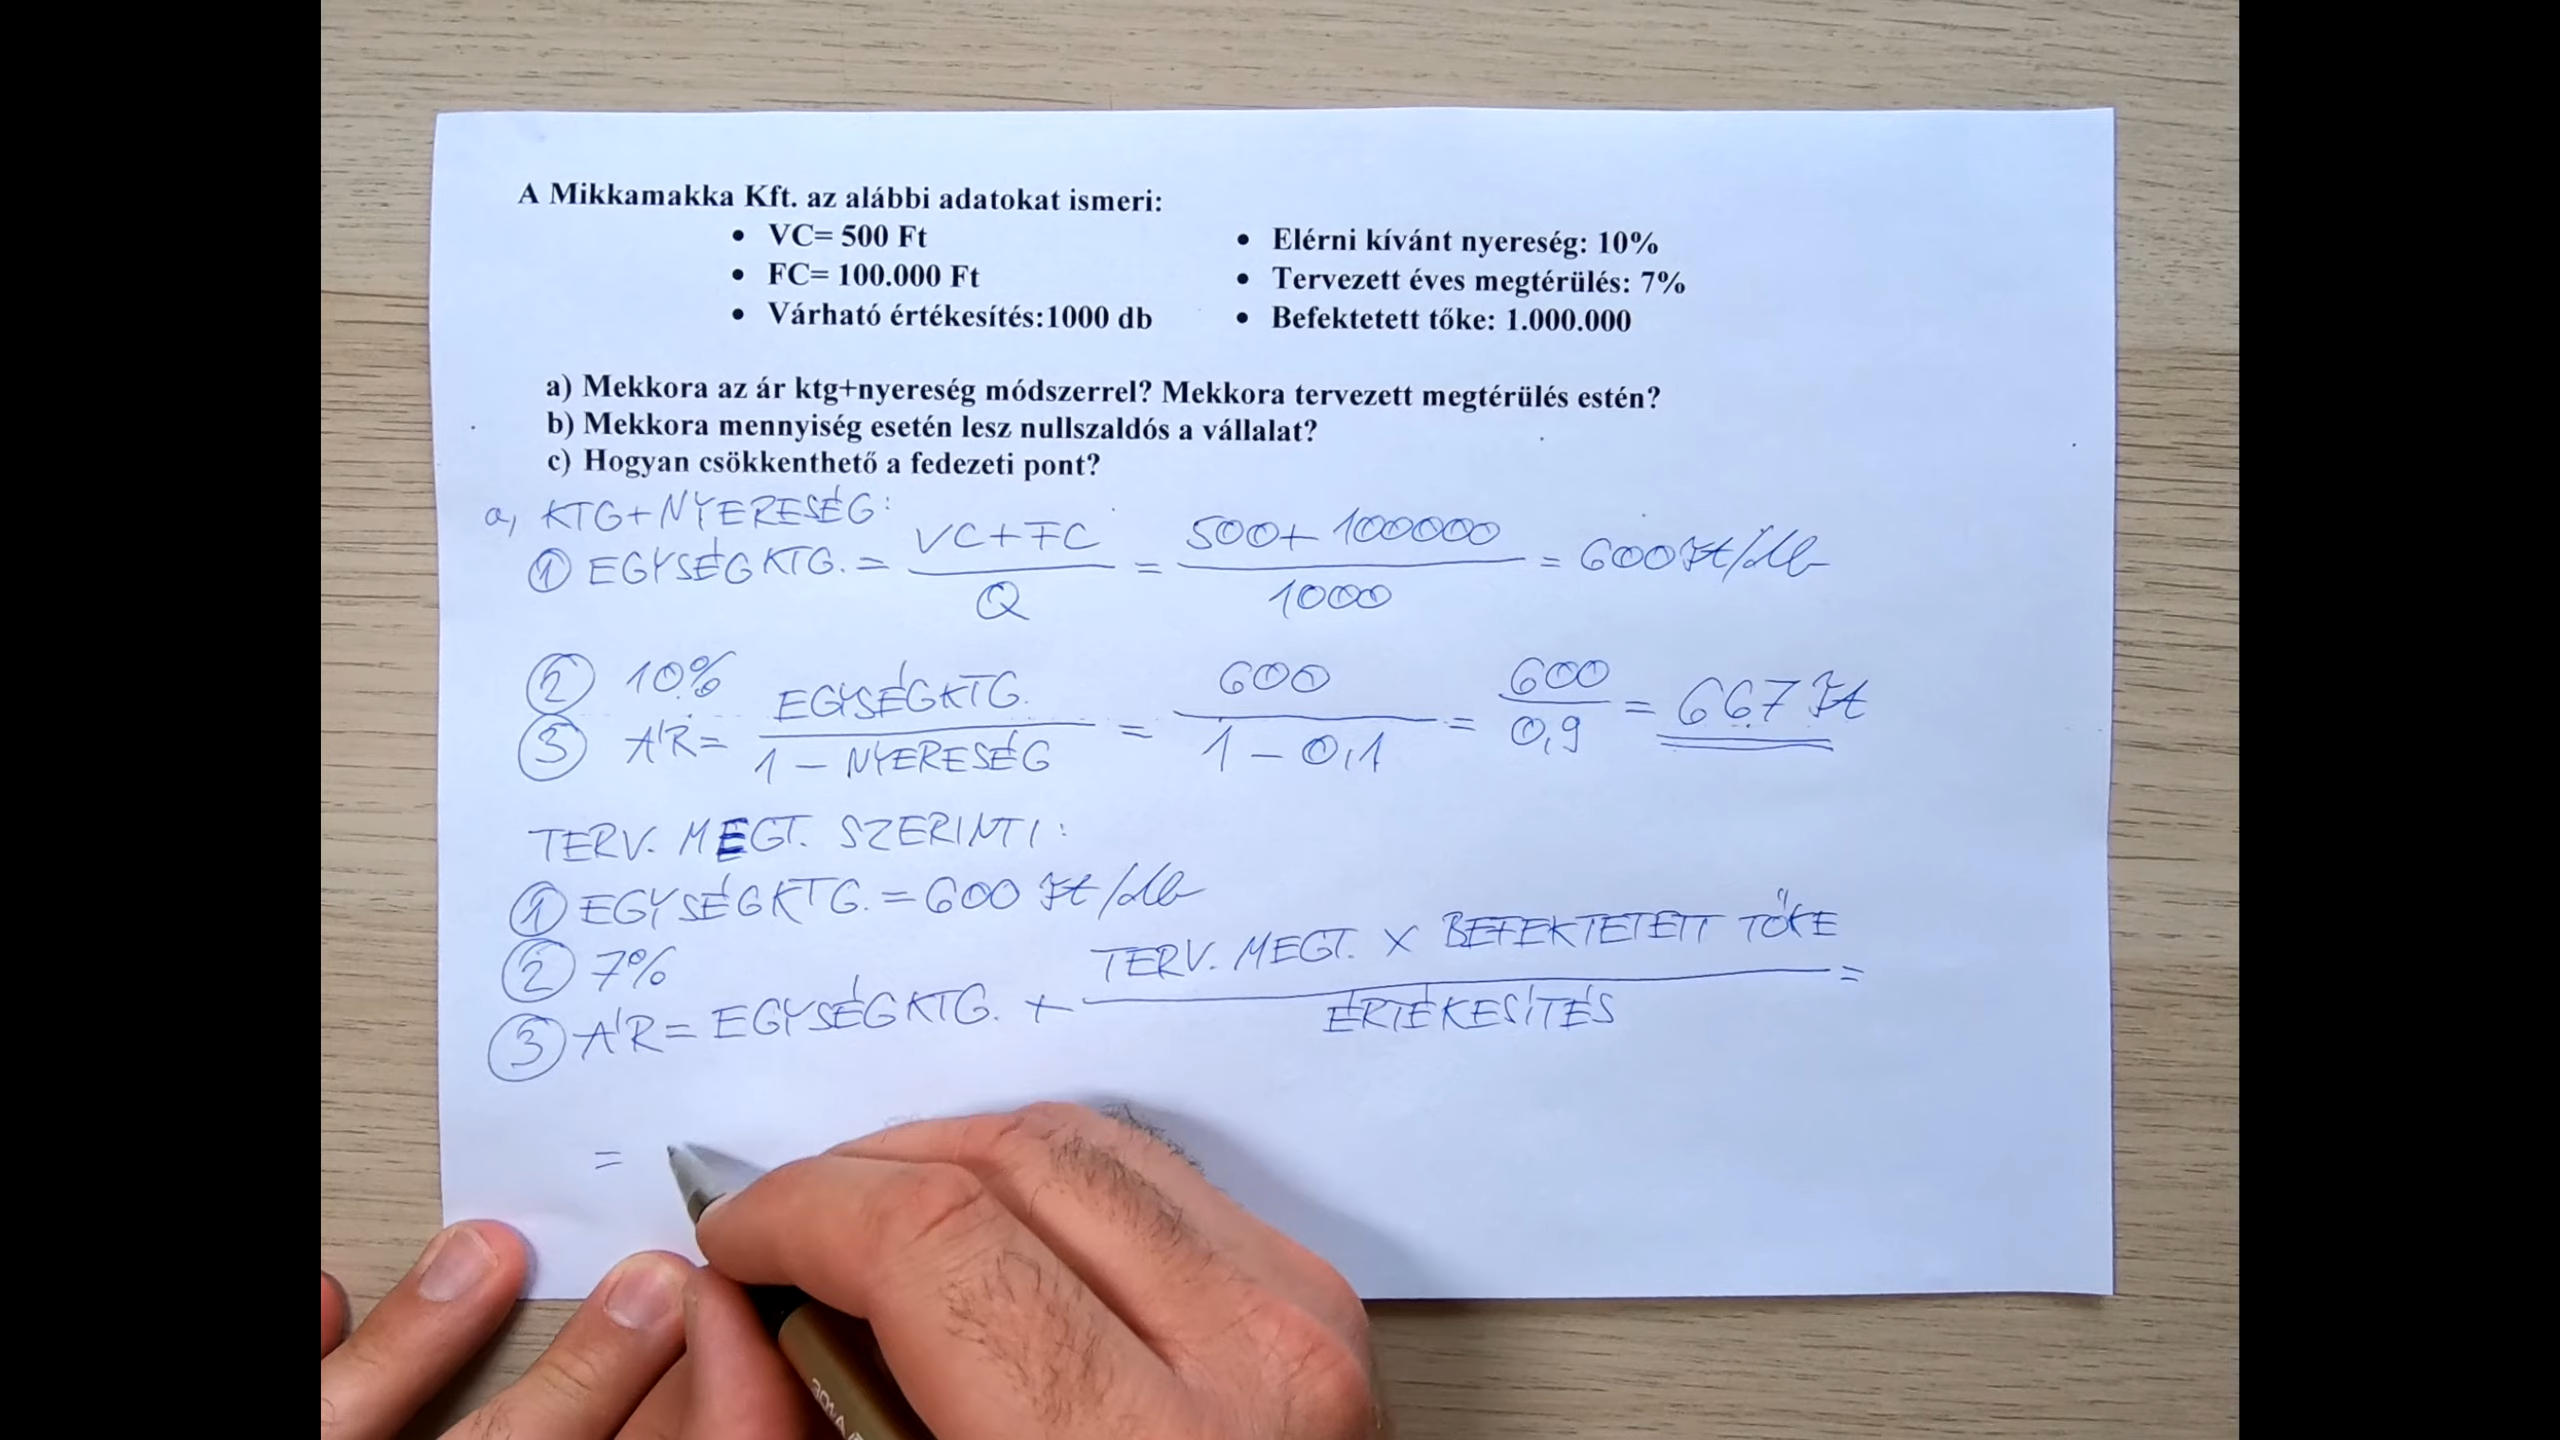 A Mikkamakka Kft. az alábbi adatokat ismeri:
• VC= 500 Ft
• FC= 100.000 Ft
• Várható értékesítés:1000 db
• Elérni kívánt nyereség: 10%
• Tervezett éves megtérülés: 7%
• Befektetett tőke: 1.000.000
a) Mekkora az ár ktg+nyereség módszerrel? Mekkora tervezett megtérülés estén?
b) Mekkora mennyiség esetén lesz nullszaldós a vállalat?
c) Hogyan csökkenthető a fedezeti pont?
a, KTG+NYERESÉG:
① EGYSÉGKTG. = VC+FC / Q = 500+100000 / 1000 = 600 Ft/db
② 10%
③ ÁR= EGYSÉGKTG. / 1 – NYERESÉG = 600 / 1 – 0,1 = 600 / 0,9 = 667 Ft
TERV. MEGT. SZERINTI:
① EGYSÉGKTG. = 600 Ft/db
② 7%
③ ÁR= EGYSÉGKTG. + TERV. MEGT. X BEFEKTETETT TŐKE / ÉRTÉKESÍTÉS =
=